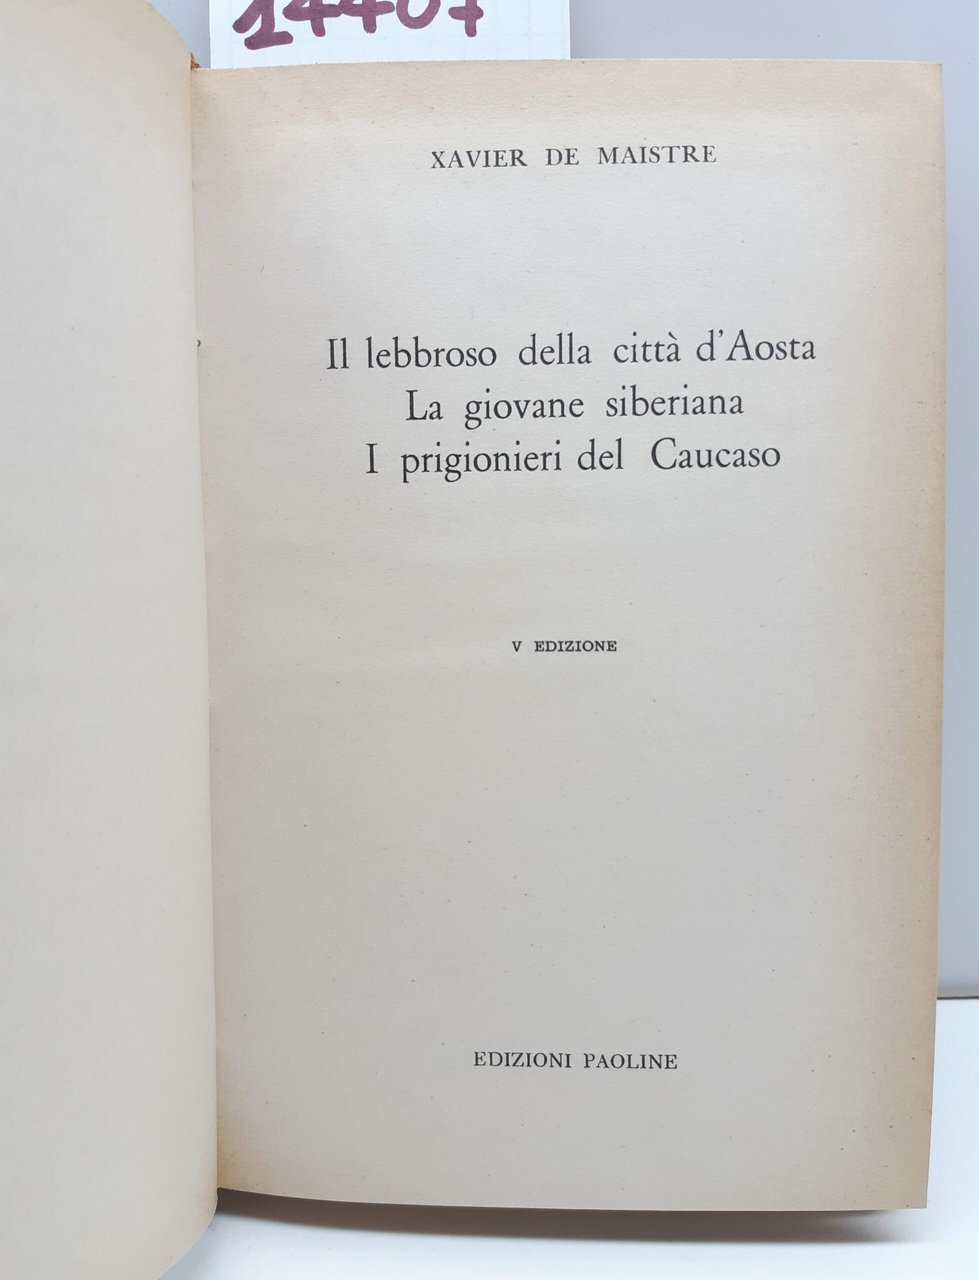 14407
XAVIER DE MAISTRE
Il lebbroso della città d'Aosta
La giovane siberiana
I prigionieri del Caucaso
V EDIZIONE
EDIZIONI PAOLINE